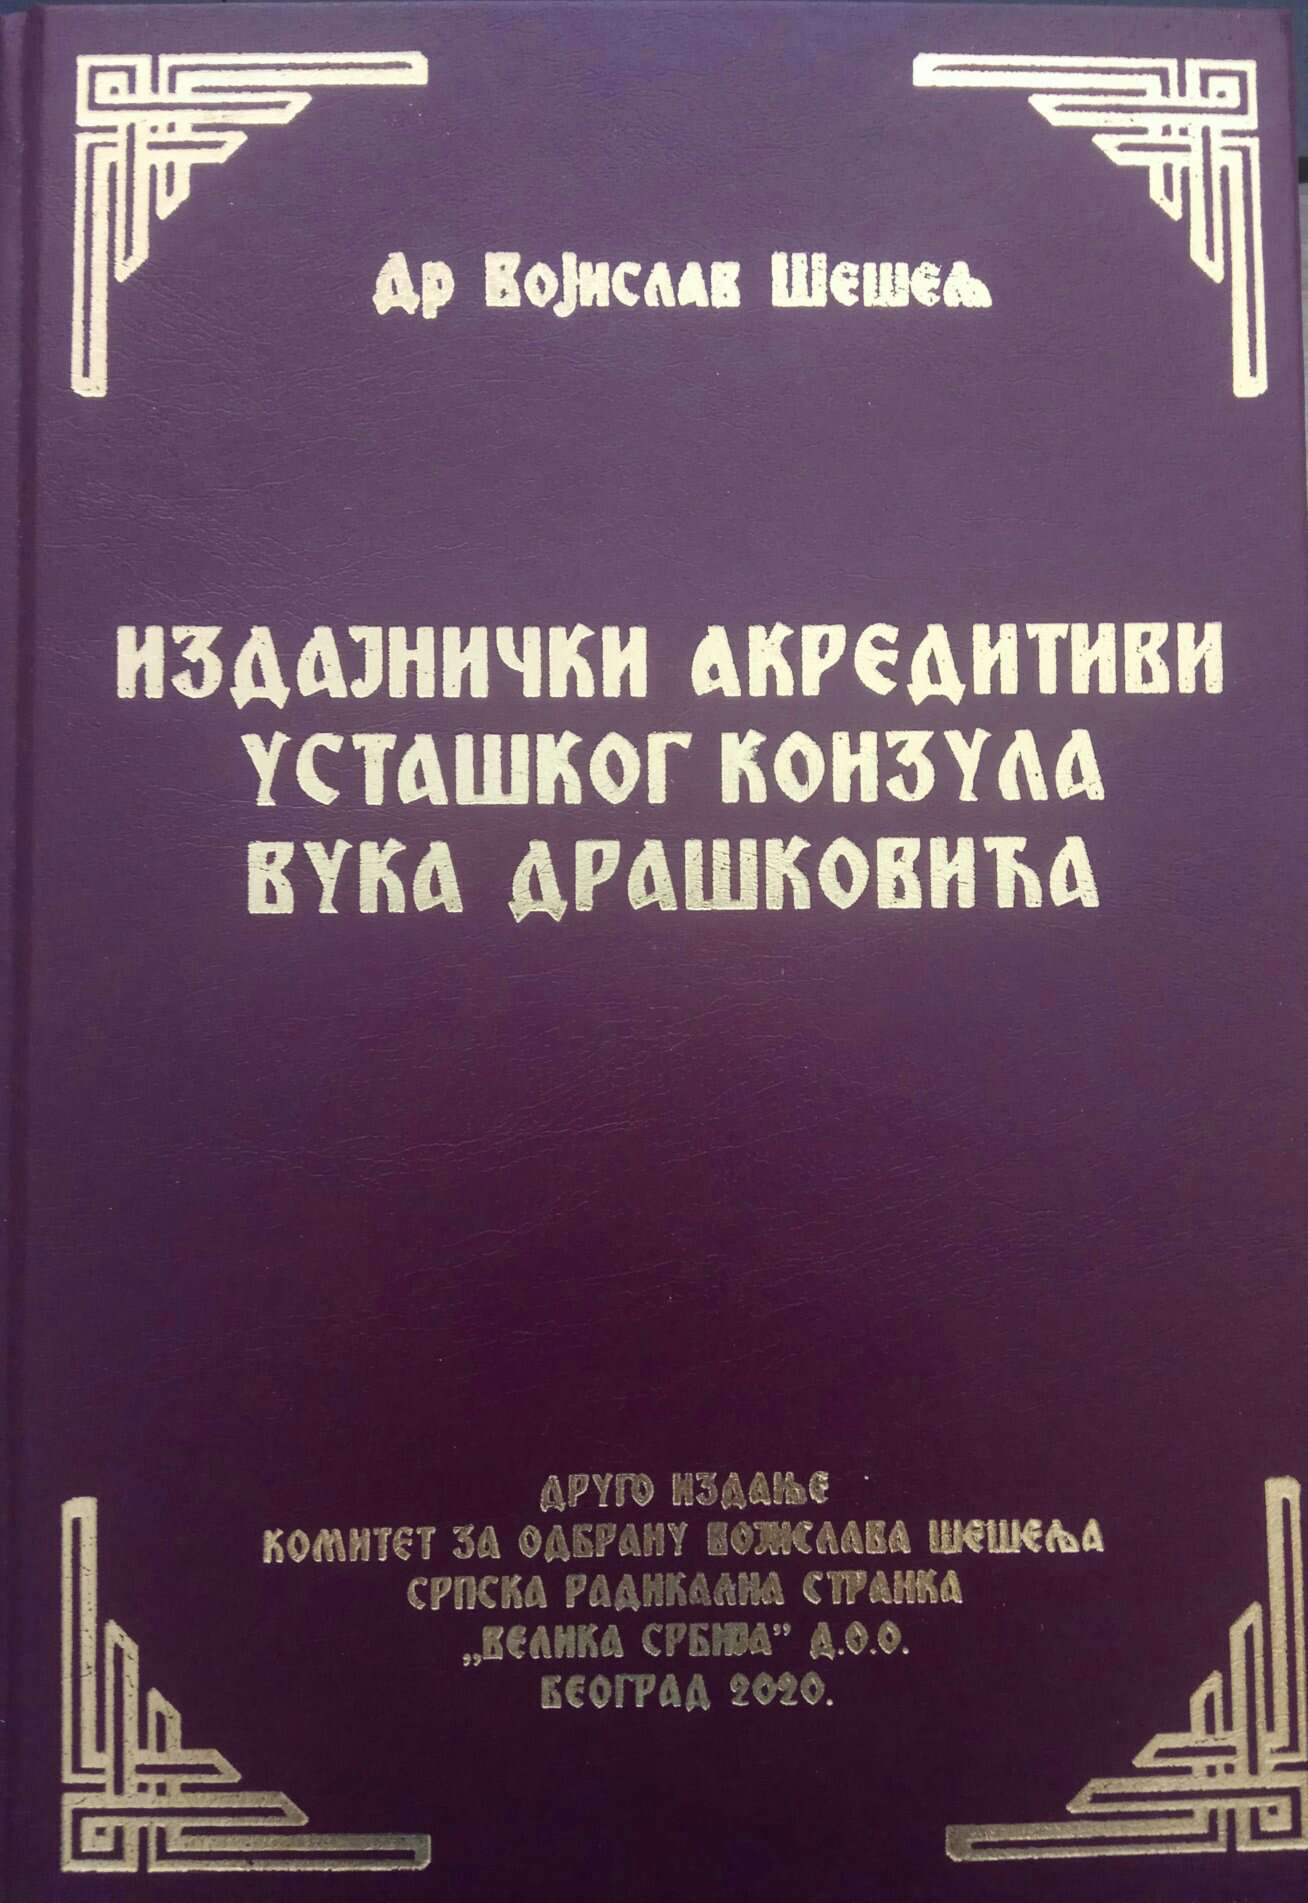 Др Војислав Шешељ
ИЗДАЈНИЧКИ АКРЕДИТИВИ
УСТАШКОГ КОНЗУЛА
ВУКА ДРАШКОВИЋА
ДРУГО ИЗДАЊЕ
КОМИТЕТ ЗА ОДБРАНУ ВОЈИСЛАВА ШЕШЕЉА
СРПСКА РАДИКАЛНА СТРАНКА
„ВЕЛИКА СРБИЈА” Д.О.О.
БЕОГРАД 2020.